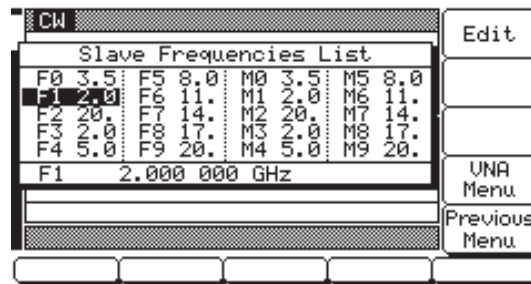 CW
Slave Frequencies List
F0 3.5 F5 8.0 M0 3.5 M5 8.0
F1 2.0 F6 11. M1 2.0 M6 11.
F2 20. F7 14. M2 20. M7 14.
F3 2.0 F8 17. M3 2.0 M8 17.
F4 5.0 F9 20. M4 5.0 M9 20.
F1 2.000 000 GHz
Edit
VNA
Menu
Previous
Menu